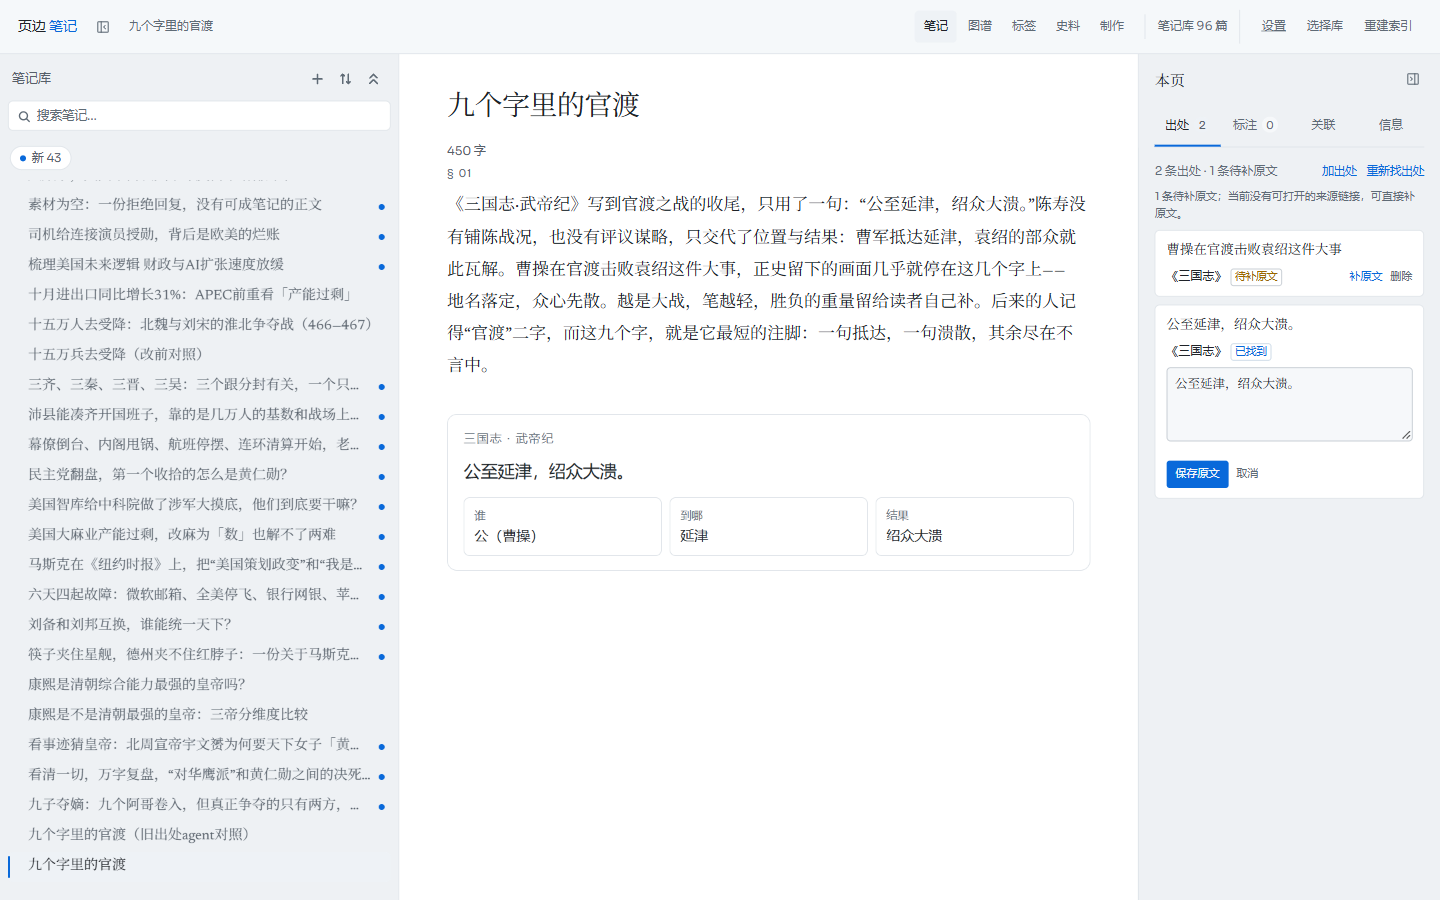 页边 笔记
九个字里的官渡
笔记 图谱 标签 史料 制作 笔记库 96 篇 设置 选择库 重建索引
笔记库
搜索笔记...
新 43
素材为空：一份拒绝回复，没有可成笔记的正文
司机给连接演员授勋，背后是欧美的烂账
梳理美国未来逻辑 财政与AI扩张速度放缓
十月进出口同比增长31%：APEC前重看「产能过剩」
十五万人去受降：北魏与刘宋的淮北争夺战（466–467）
十五万兵去受降（改前对照）
三齐、三秦、三晋、三吴：三个跟分封有关，一个只...
沛县能凑齐开国班子，靠的是几万人的基数和战场上...
幕僚倒台、内阁甩锅、航班停摆、连环清算开始，老...
民主党翻盘，第一个收拾的怎么是黄仁勋？
美国智库给中科院做了涉军大摸底，他们到底要干嘛？
美国大麻业产能过剩，改麻为「数」也解不了两难
马斯克在《纽约时报》上，把“美国策划政变”和“我是...
六天四起故障：微软邮箱、全美停飞、银行网银、苹...
刘备和刘邦互换，谁能统一天下？
筷子夹住星舰，德州夹不住红脖子：一份关于马斯克...
康熙是清朝综合能力最强的皇帝吗？
康熙是不是清朝最强的皇帝：三帝分维度比较
看事迹猜皇帝：北周宣帝宇文赟为何要天下女子「黄...
看清一切，万字复盘，“对华鹰派”和黄仁勋之间的决死...
九子夺嫡：九个阿哥卷入，但真正争夺的只有两方，...
九个字里的官渡（旧出处agent对照）
九个字里的官渡
九个字里的官渡
450 字
§ 01
《三国志·武帝纪》写到官渡之战的收尾，只用了一句：“公至延津，绍众大溃。”陈寿没
有铺陈战况，也没有评议谋略，只交代了位置与结果：曹军抵达延津，袁绍的部众就
此瓦解。曹操在官渡击败袁绍这件大事，正史留下的画面几乎就停在这几个字上——
地名落定，众心先散。越是大战，笔越轻，胜负的重量留给读者自己补。后来的人记
得“官渡”二字，而这九个字，就是它最短的注脚：一句抵达，一句溃散，其余尽在不
言中。
三国志 · 武帝纪
公至延津，绍众大溃。
谁
公（曹操）
到哪
延津
结果
绍众大溃
本页
出处 2 标注 0 关联 信息
2 条出处 · 1 条待补原文 加出处 重新找出处
1 条待补原文；当前没有可打开的来源链接，可直接补
原文。
曹操在官渡击败袁绍这件大事
《三国志》 待补原文 补原文 删除
公至延津，绍众大溃。
《三国志》 已找到
公至延津，绍众大溃。
保存原文 取消